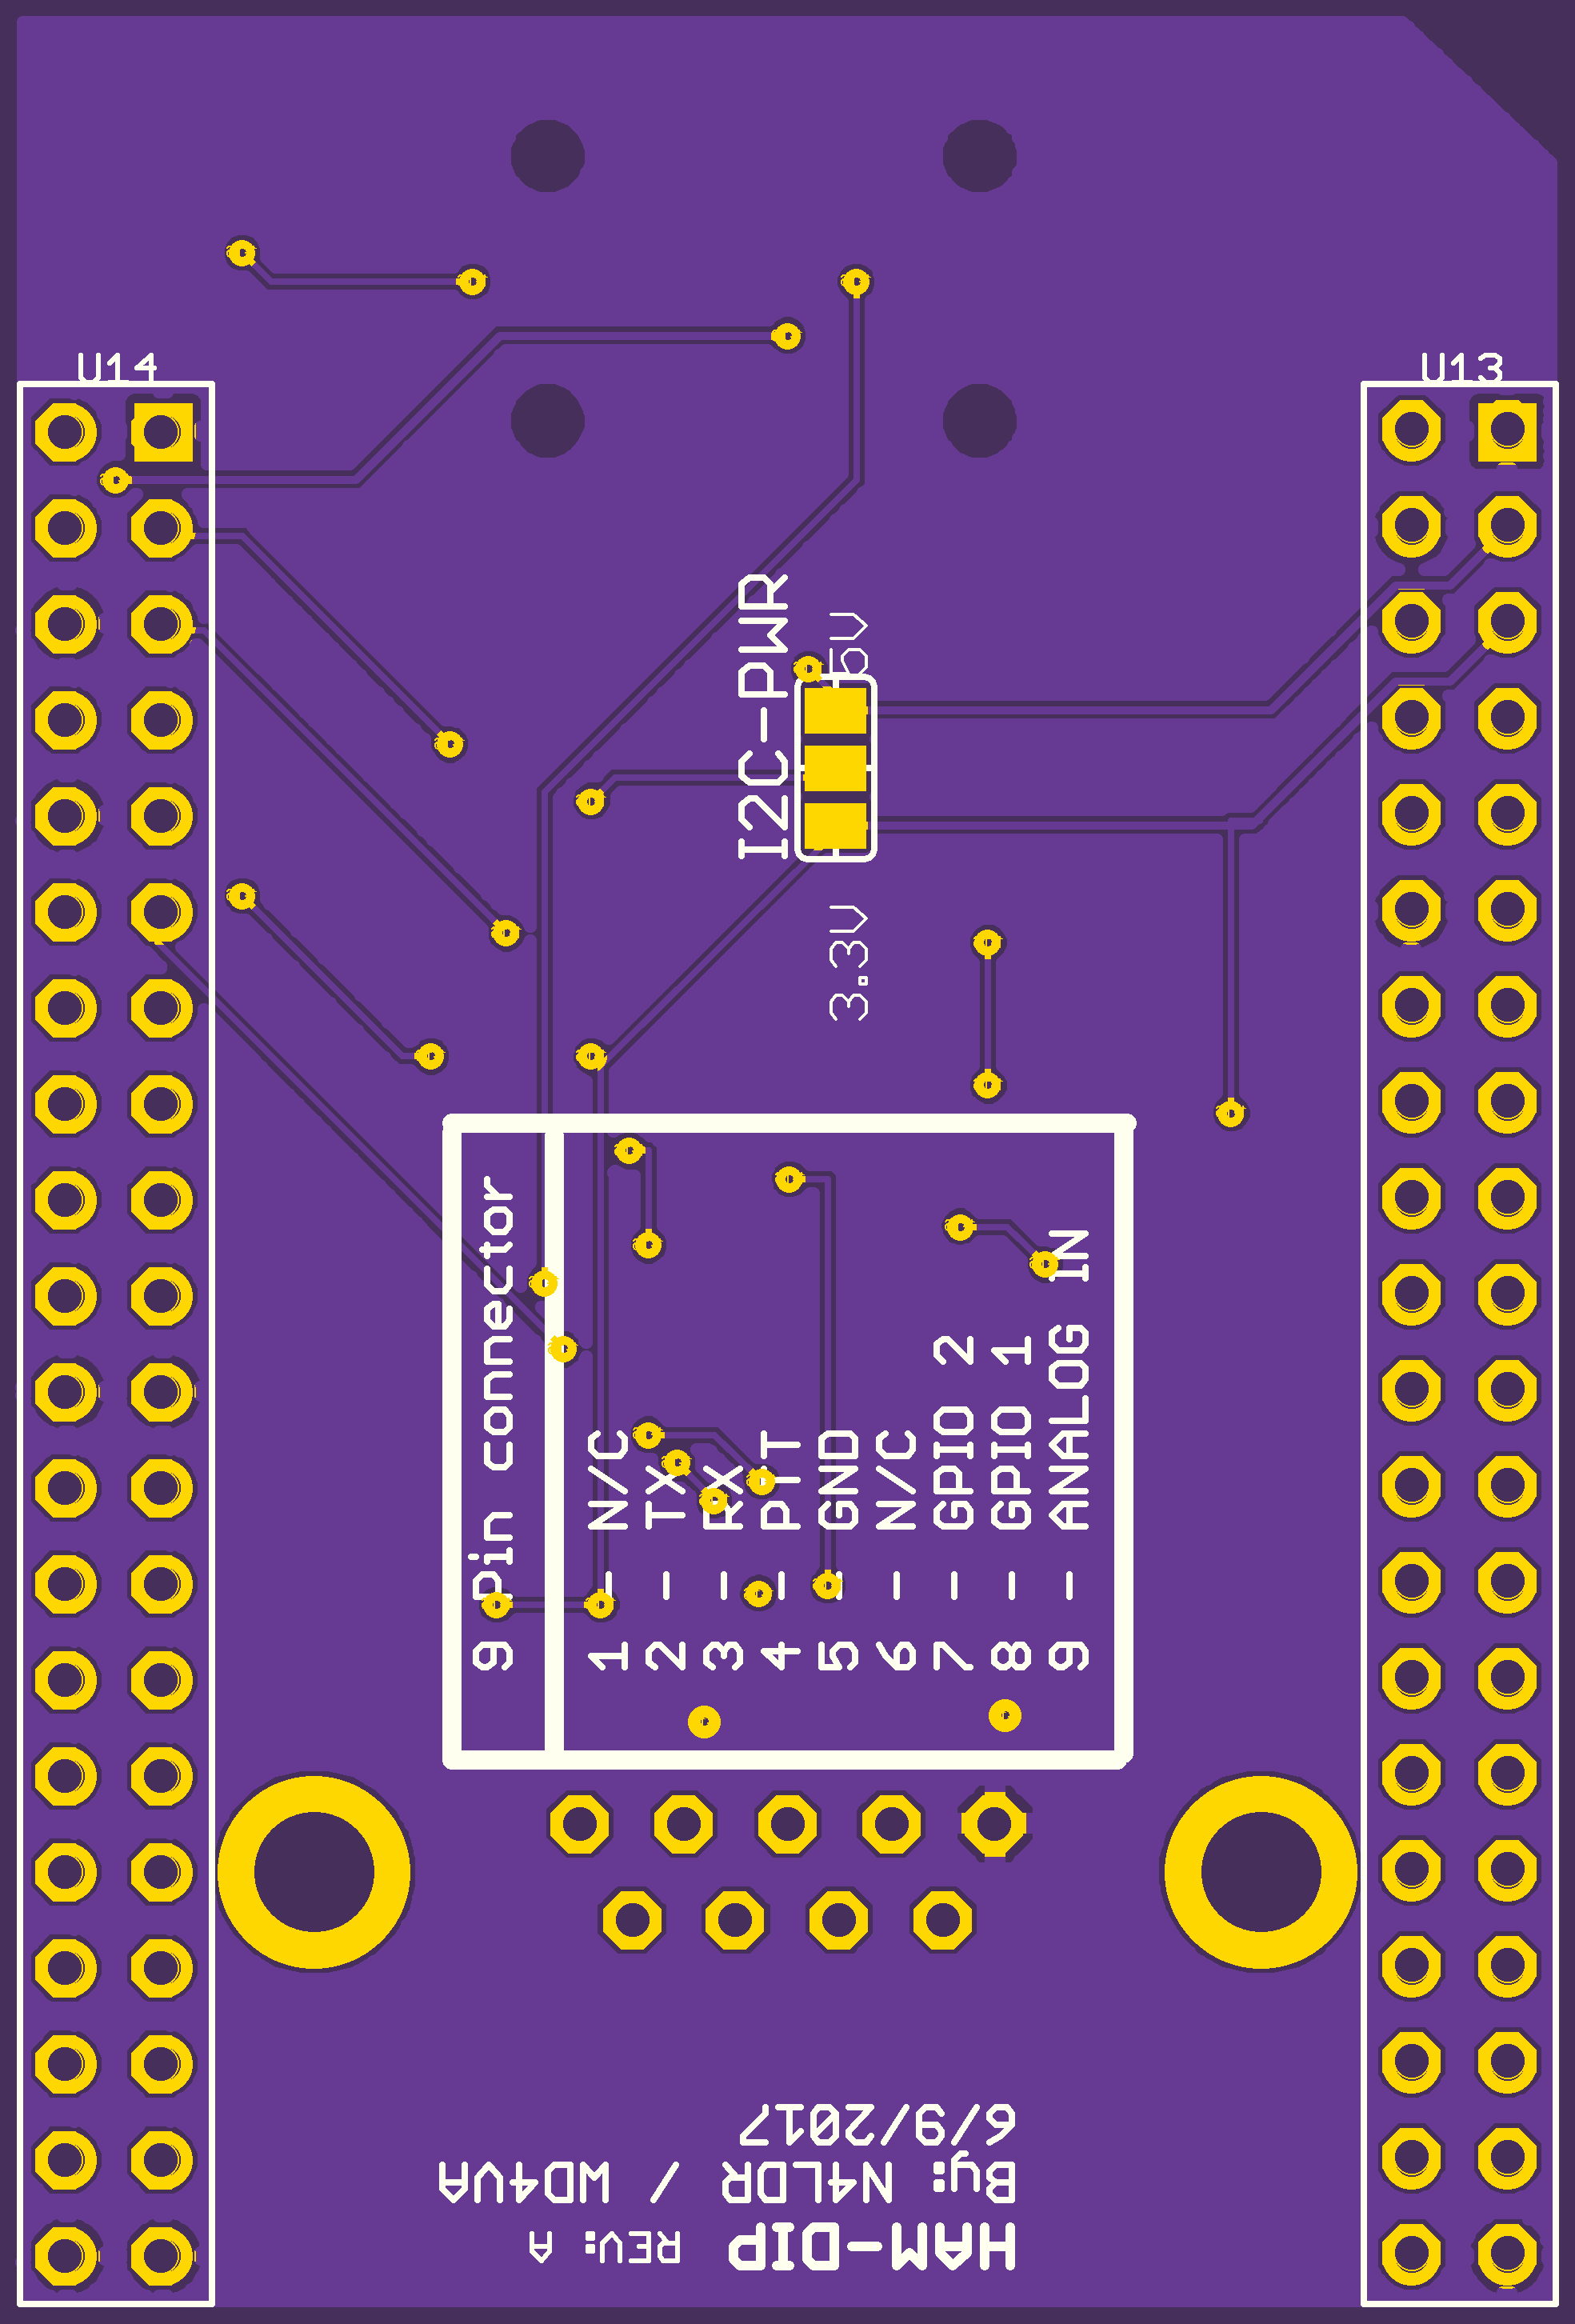 U14
U13
I2C-PWR
5V
3.3V
9 Pin connector
1 - N/C
2 - TX
3 - RX
4 - PTT
5 - GND
6 - N/C
7 - GPIO 2
8 - GPIO 1
9 - ANALOG IN
HAM-DIP REV: A
By: N4LDR / WD4VA
6/9/2017